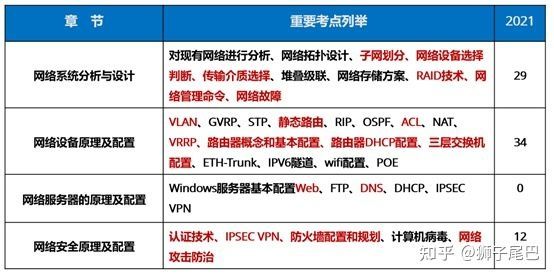 章 节
重要考点列举
2021
网络系统分析与设计
对现有网络进行分析、网络拓扑设计、子网划分、网络设备选择
判断、传输介质选择、堆叠级联、网络存储方案、RAID技术、网
络管理命令、网络故障
29
网络设备原理及配置
VLAN、GVRP、STP、静态路由、RIP、OSPF、ACL、NAT、
VRRP、路由器概念和基本配置、路由器DHCP配置、三层交换机
配置、ETH-Trunk、IPV6隧道、wifi配置、POE
34
网络服务器的原理及配置
Windows服务器基本配置Web、FTP、DNS、DHCP、IPSEC
VPN
0
网络安全原理及配置
认证技术、IPSEC VPN、防火墙配置和规划、计算机病毒、网络
攻击防治
12
知乎 @狮子尾巴